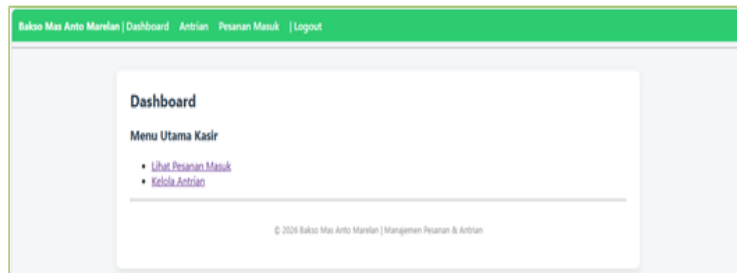 Bakso Mas Anto Marelan | Dashboard Antrian Pesanan Masuk | Logout
Dashboard
Menu Utama Kasir
• Lihat Pesanan Masuk
• Kelola Antrian
© 2026 Bakso Mas Anto Marelan | Manajemen Pesanan & Antrian